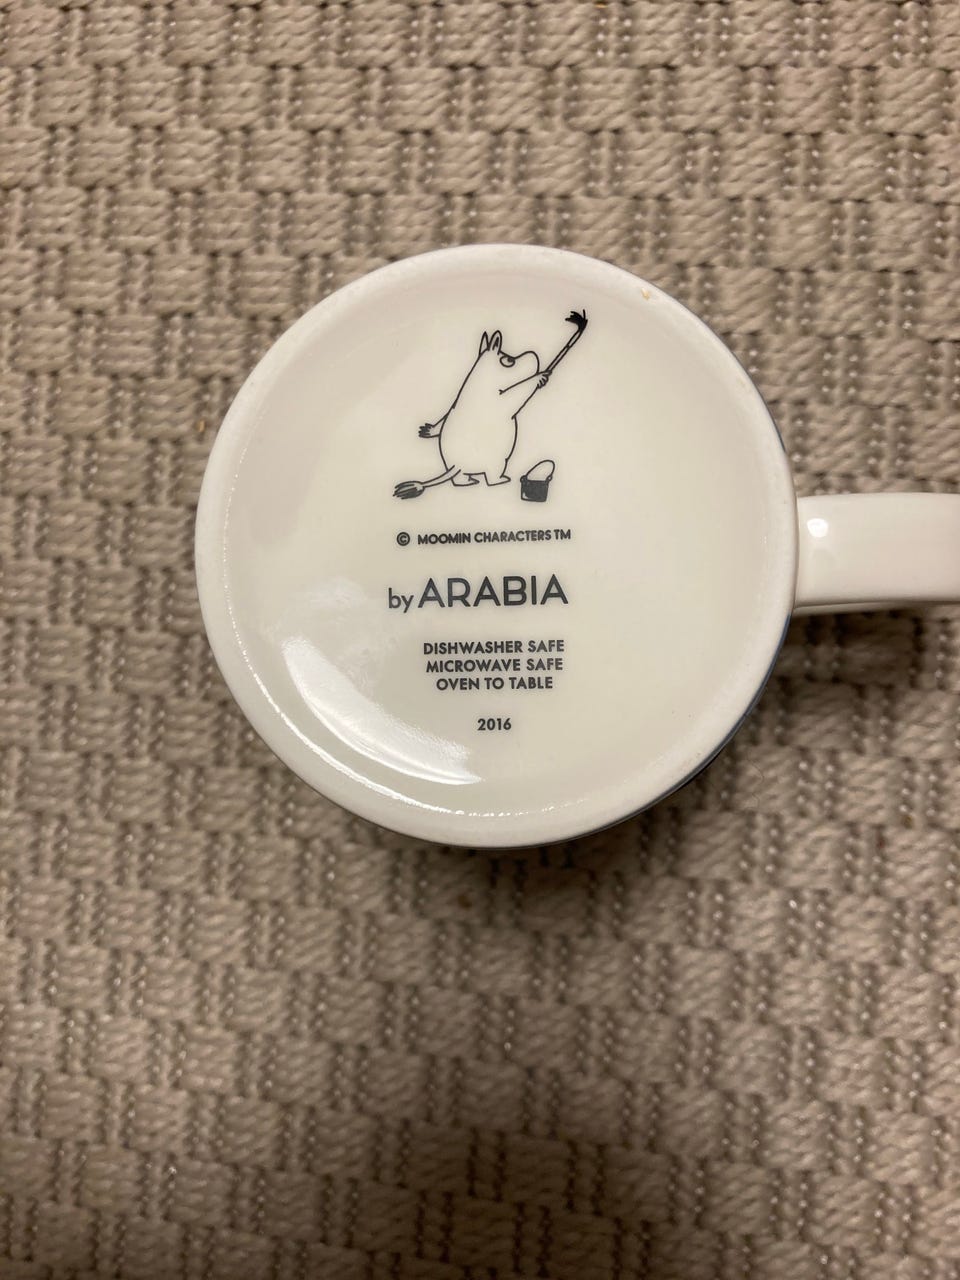 © MOOMIN CHARACTERS TM
by ARABIA
DISHWASHER SAFE
MICROWAVE SAFE
OVEN TO TABLE
2016